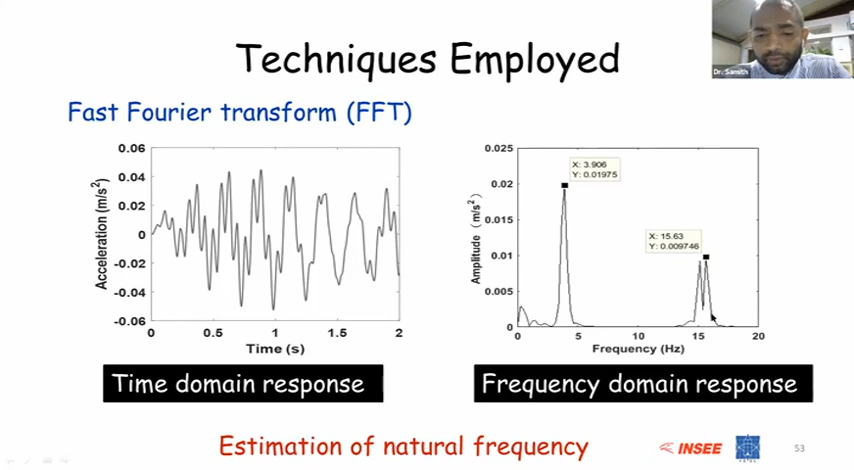 Techniques Employed
Dr. Sansith
Fast Fourier transform (FFT)
0.06
0.04
0.02
0
-0.02
-0.04
-0.06
Acceleration (m/s²)
0
0.5
1
1.5
2
Time (s)
0.025
0.02
0.015
0.01
0.005
0
Amplitude (m/s²)
X: 3.906
Y: 0.01975
X: 15.63
Y: 0.009746
0
5
10
15
20
Frequency (Hz)
Time domain response
Frequency domain response
Estimation of natural frequency
INSEE
53